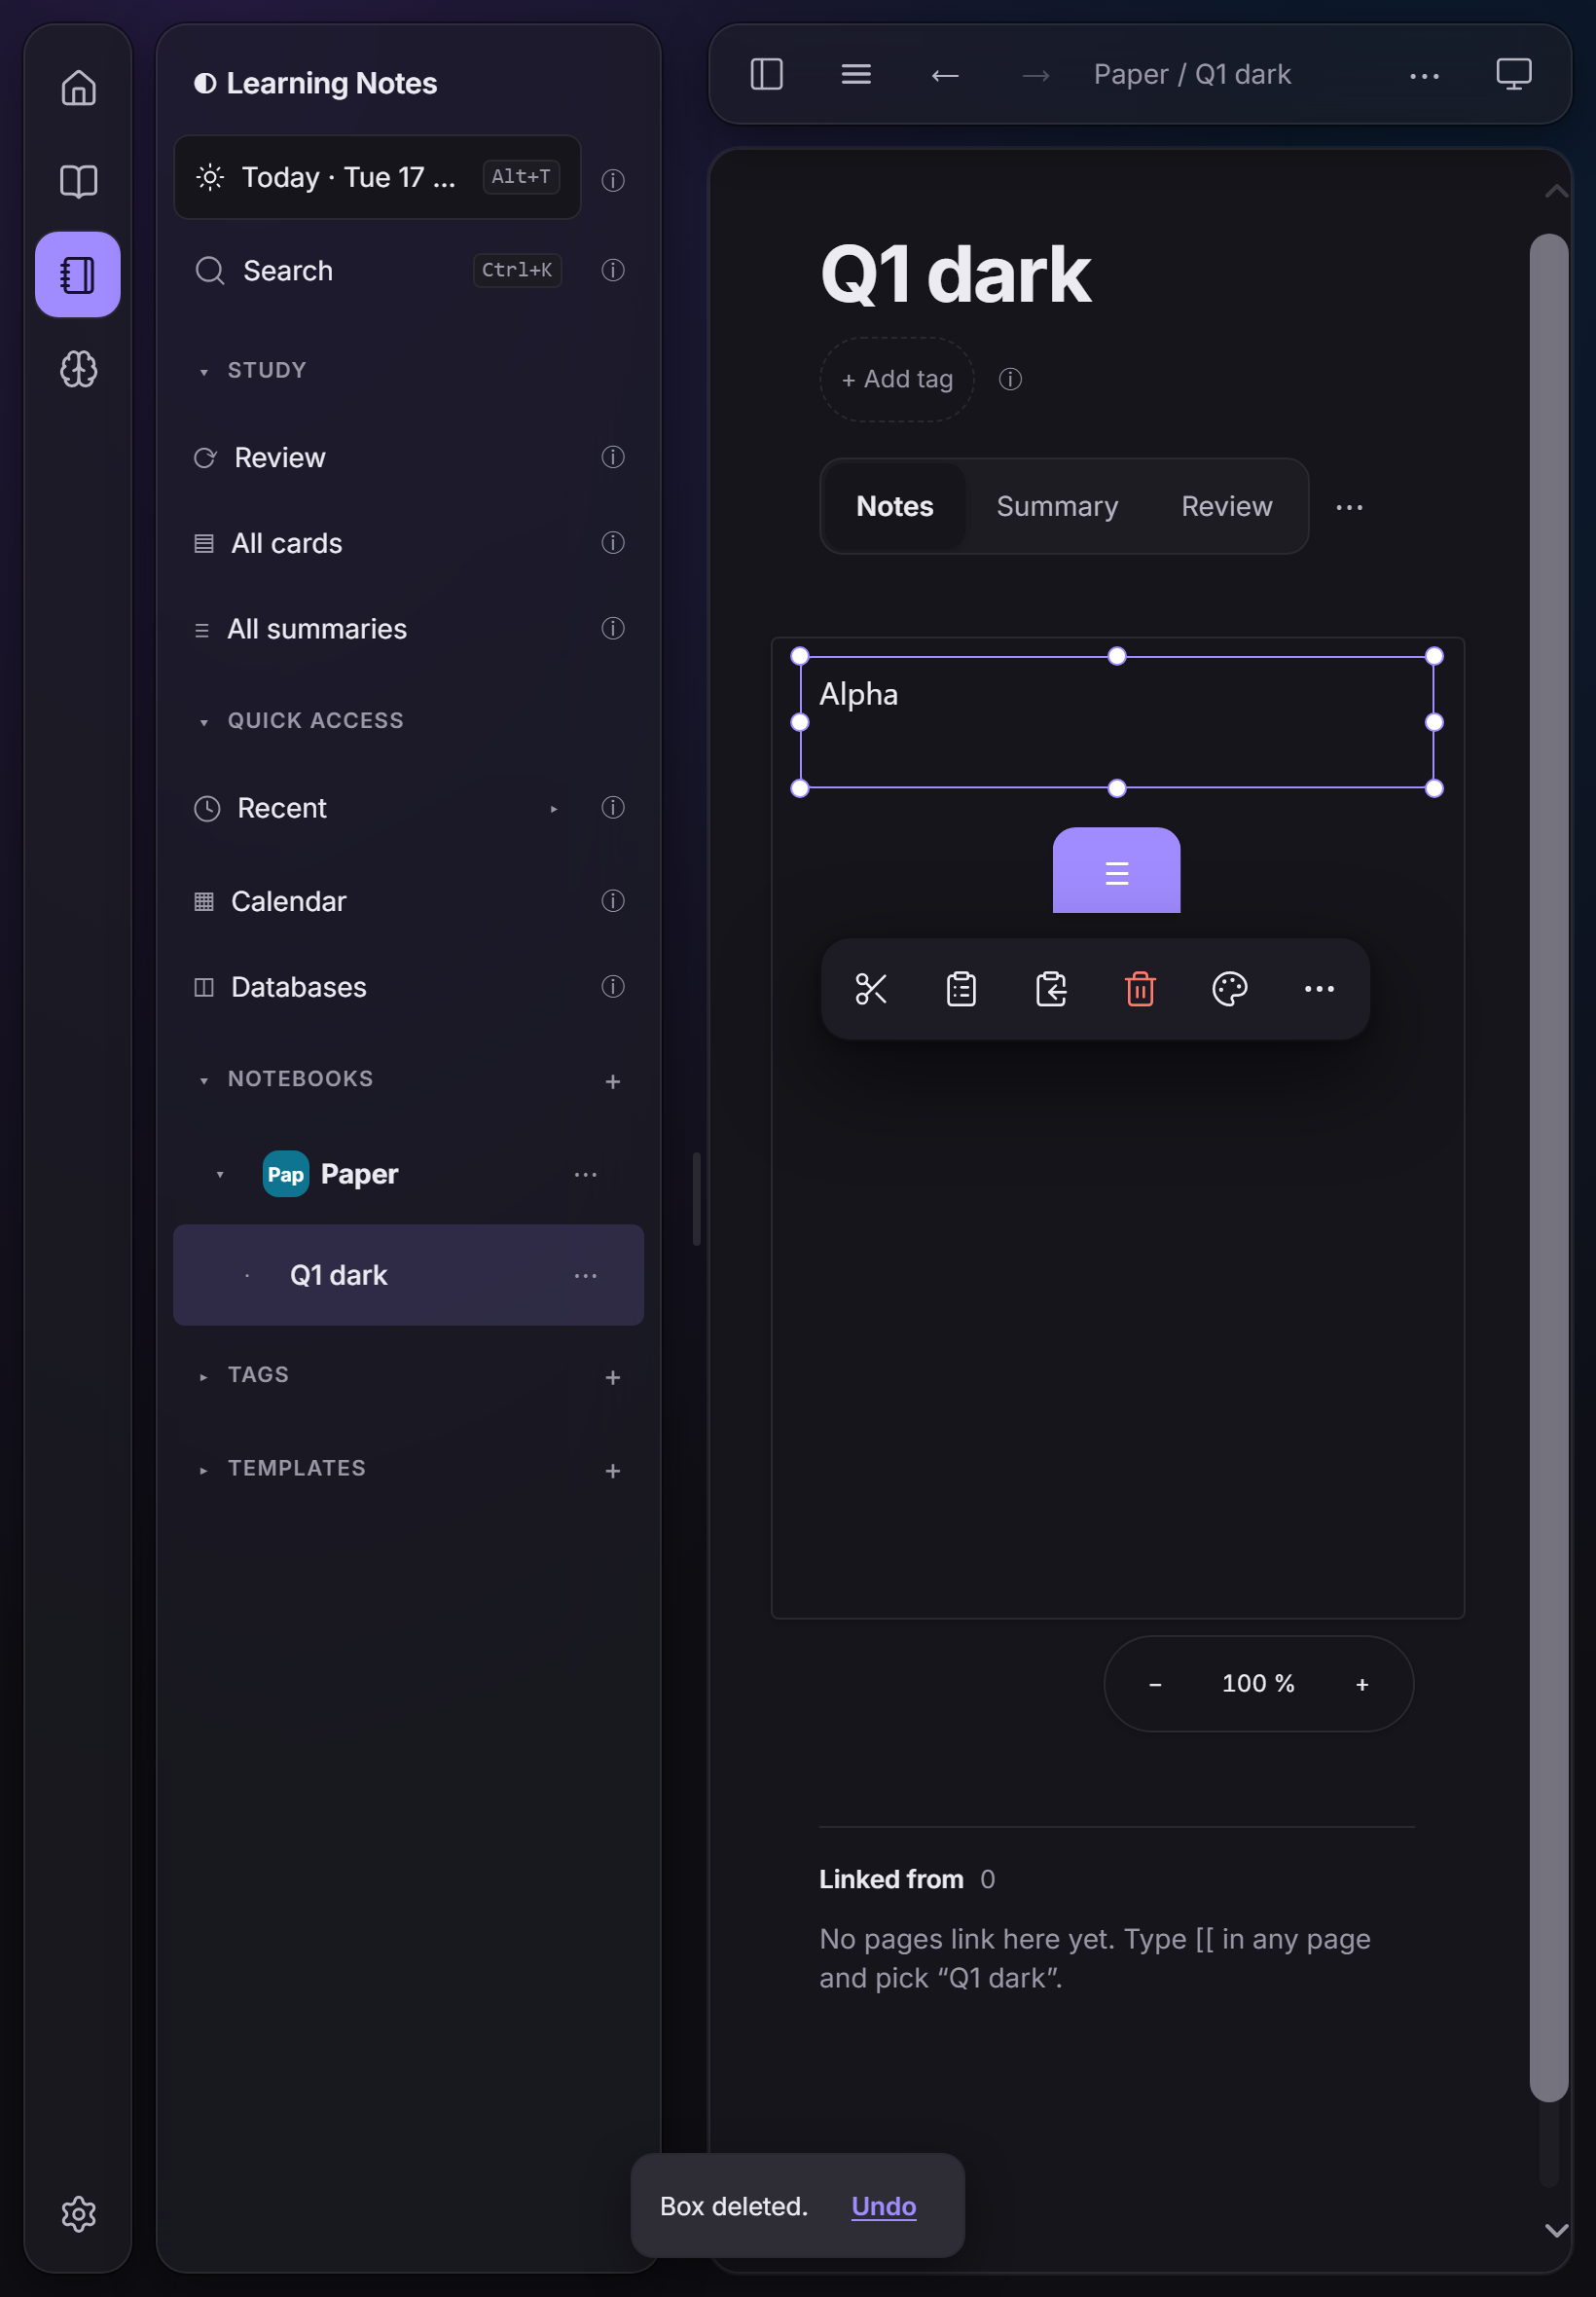 Learning Notes
Today · Tue 17 ... Alt+T
Search Ctrl+K
STUDY
Review
All cards
All summaries
QUICK ACCESS
Recent
Calendar
Databases
NOTEBOOKS +
Pap Paper ...
· Q1 dark ...
TAGS +
TEMPLATES +
Paper / Q1 dark
Q1 dark
+ Add tag
Notes Summary Review ...
Alpha
− 100 % +
Linked from 0
No pages link here yet. Type [[ in any page
and pick “Q1 dark”.
Box deleted. Undo